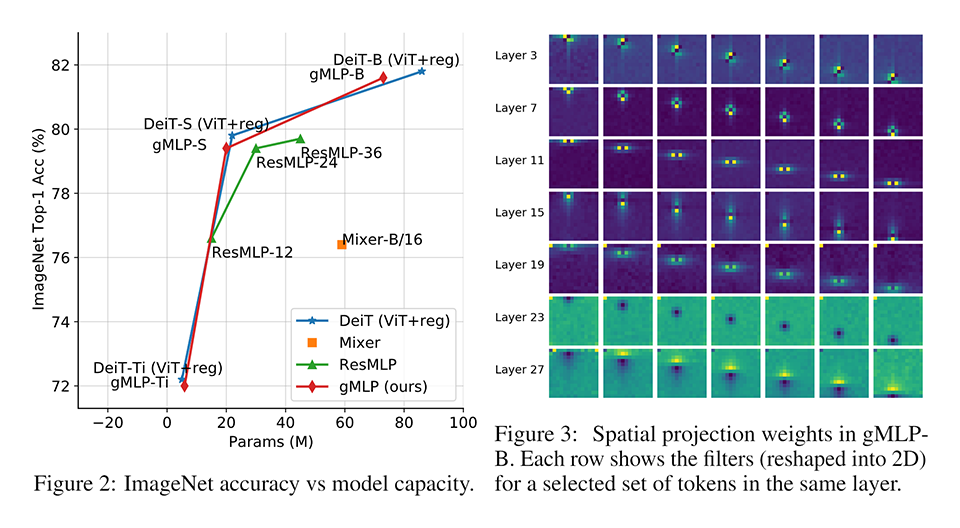 ImageNet Top-1 Acc (%)
82
80
78
76
74
72
DeiT-B (ViT+reg)
gMLP-B
DeiT-S (ViT+reg)
gMLP-S
ResMLP-36
ResMLP-24
Mixer-B/16
ResMLP-12
DeiT-Ti (ViT+reg)
gMLP-Ti
DeiT (ViT+reg)
Mixer
ResMLP
gMLP (ours)
−20 0 20 40 60 80 100
Params (M)
Figure 2: ImageNet accuracy vs model capacity.
Layer 3
Layer 7
Layer 11
Layer 15
Layer 19
Layer 23
Layer 27
Figure 3: Spatial projection weights in gMLP-
B. Each row shows the filters (reshaped into 2D)
for a selected set of tokens in the same layer.